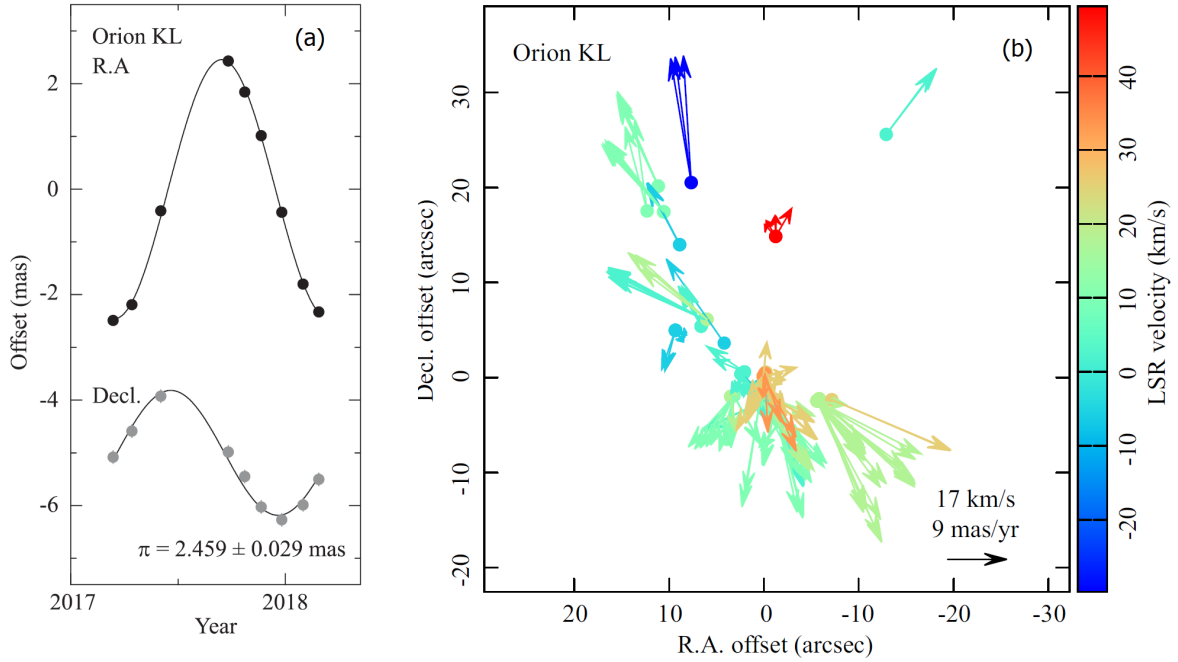 Orion KL
(a)
R.A
2
0
-2
-4
-6
Offset (mas)
Decl.
π = 2.459 ± 0.029 mas
2017
2018
Year
Orion KL
(b)
30
20
10
0
-10
-20
Decl. offset (arcsec)
17 km/s
9 mas/yr
20
10
0
-10
-20
-30
R.A. offset (arcsec)
40
30
20
10
0
-10
-20
LSR velocity (km/s)